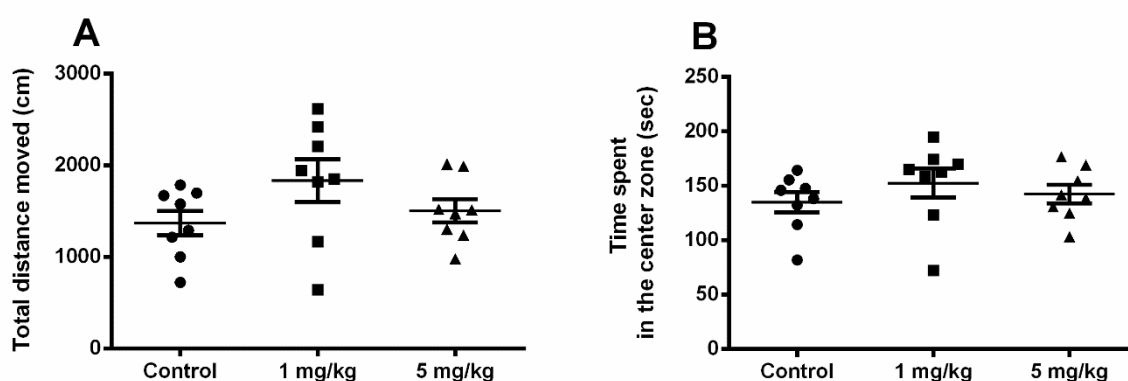 A
Total distance moved (cm)
3000
2000
1000
0
Control 1 mg/kg 5 mg/kg
B
Time spent
in the center zone (sec)
250
200
150
100
50
0
Control 1 mg/kg 5 mg/kg